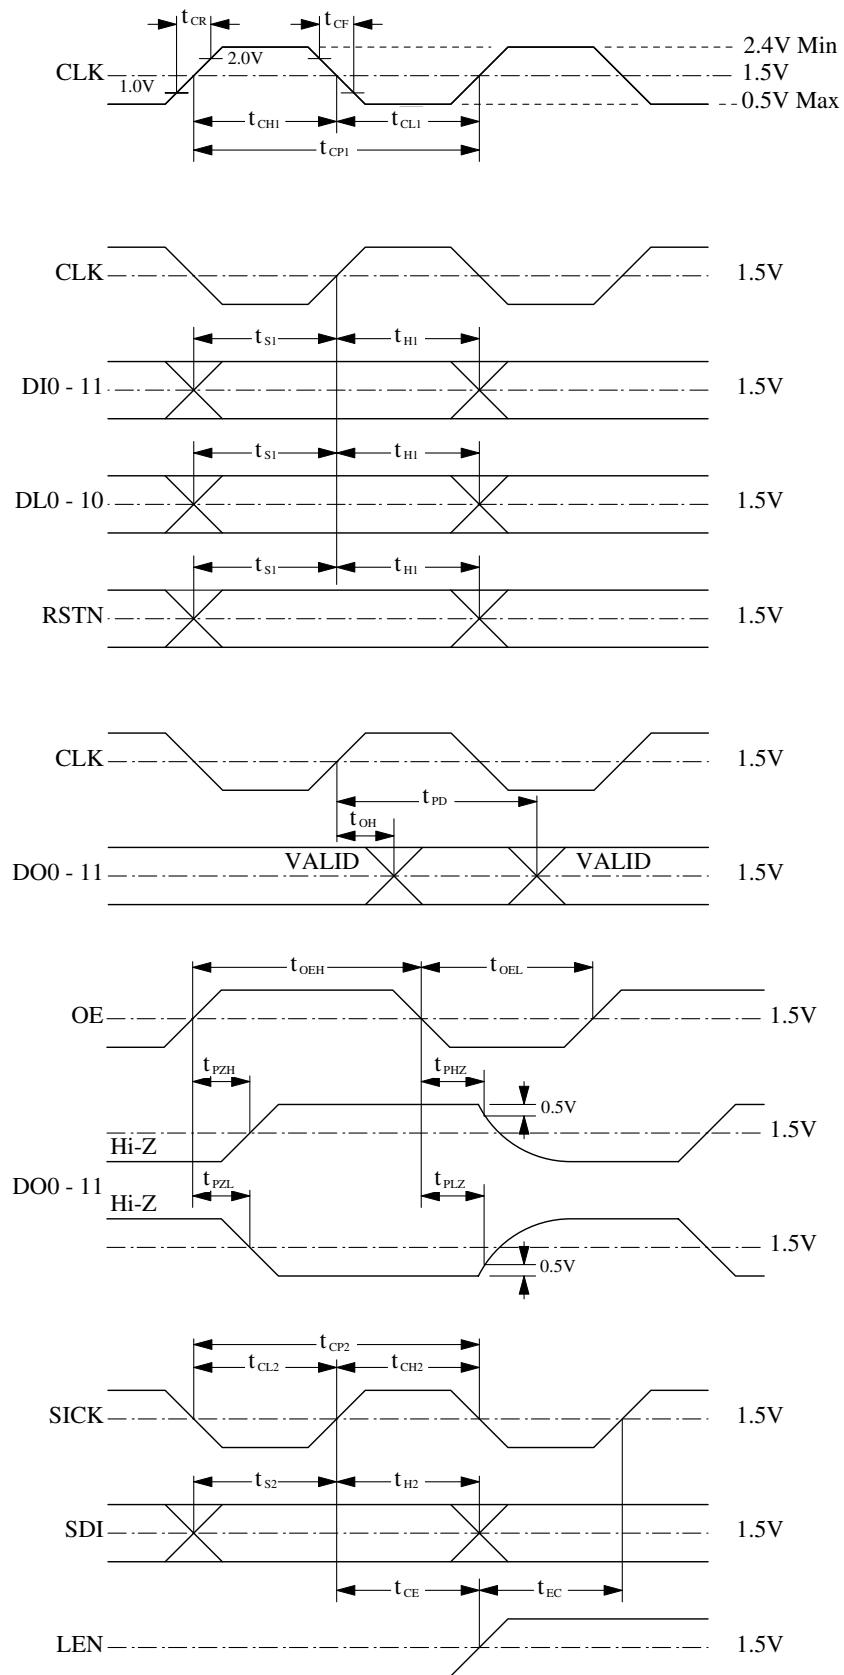 tCR tCF
2.4V Min
CLK 1.0V 2.0V 1.5V
0.5V Max
tCH1 tCL1
tCP1
CLK 1.5V
tS1 tH1
DI0 - 11 1.5V
tS1 tH1
DL0 - 10 1.5V
tS1 tH1
RSTN 1.5V
CLK 1.5V
tPD
tOH
VALID VALID
DO0 - 11 1.5V
tOEH tOEL
OE 1.5V
tPZH tPHZ
0.5V
Hi-Z 1.5V
DO0 - 11
tPZL tPLZ
Hi-Z
1.5V
0.5V
tCP2
tCL2 tCH2
SICK 1.5V
tS2 tH2
SDI 1.5V
tCE tEC
LEN 1.5V